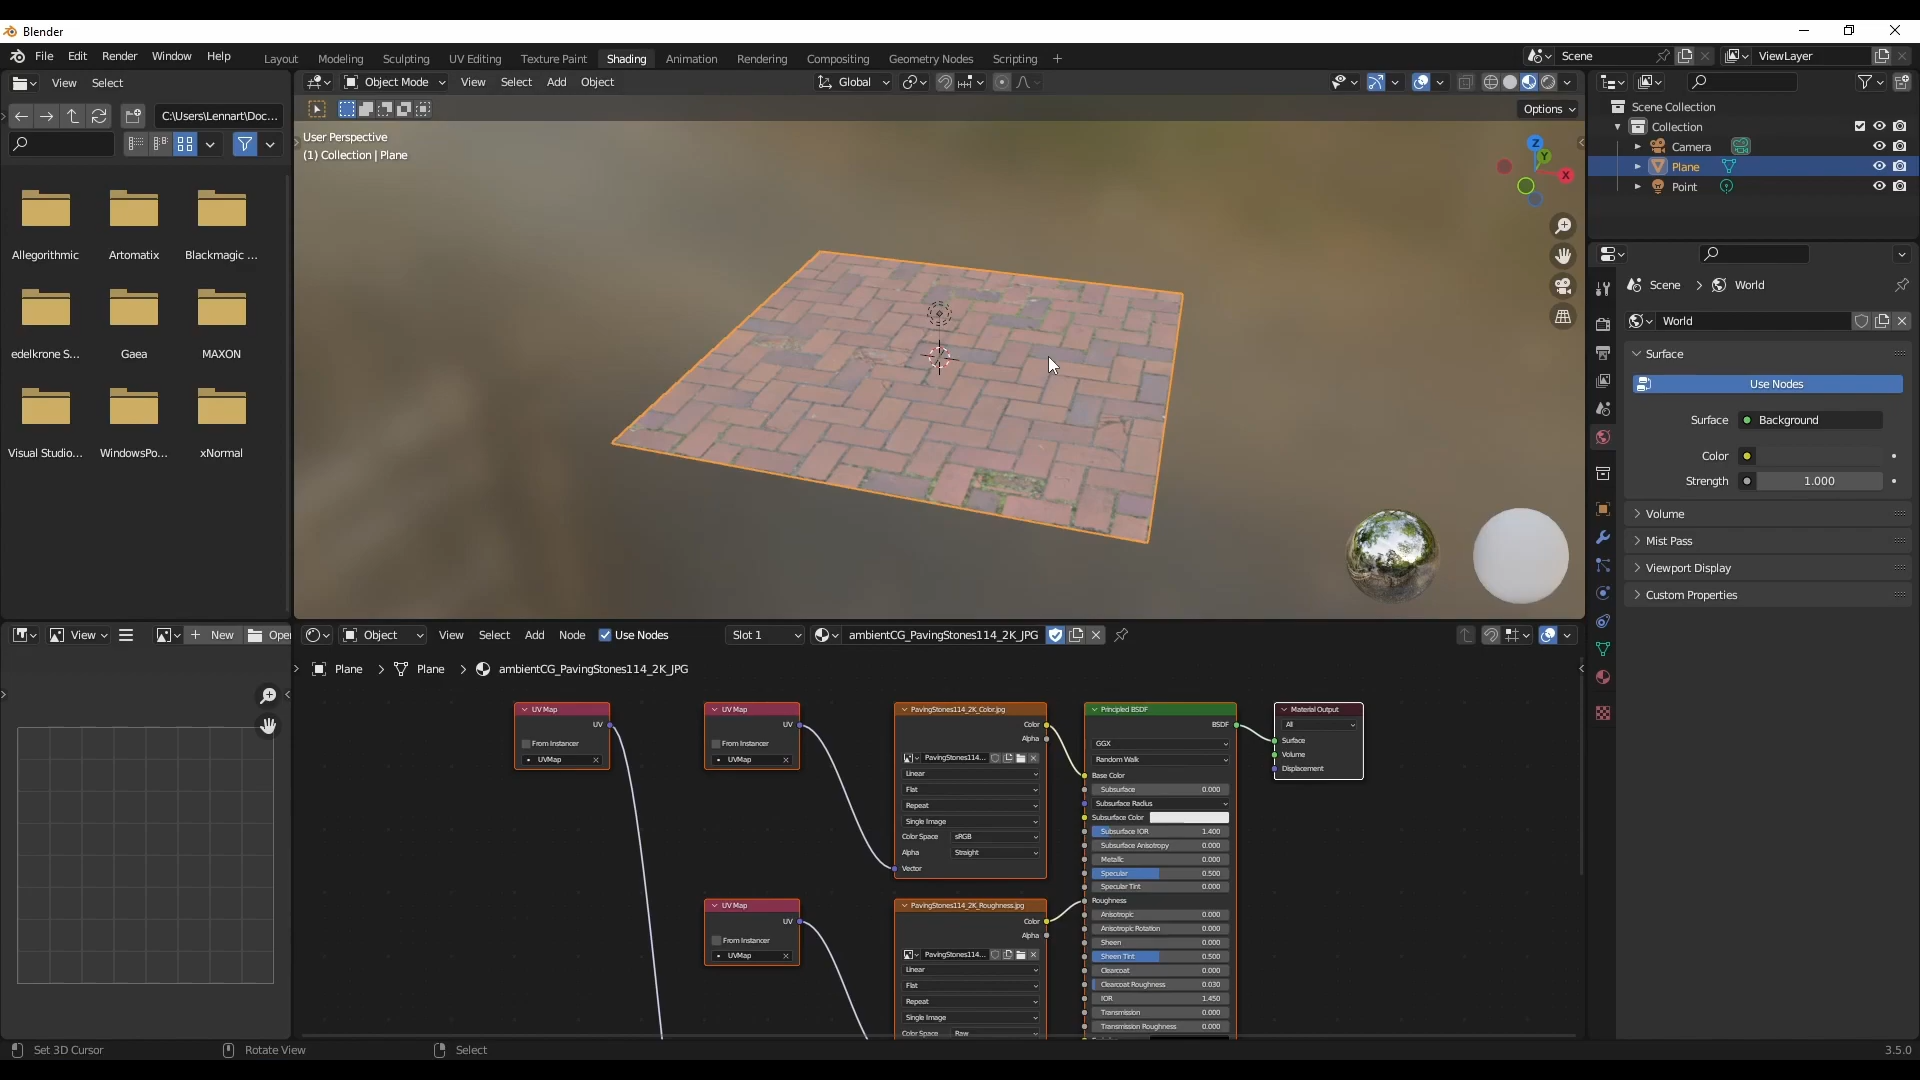 Blender
File Edit Render Window Help
Layout Modeling Sculpting UV Editing Texture Paint Shading Animation Rendering Compositing Geometry Nodes Scripting +
Scene
ViewLayer
View Select
Object Mode View Select Add Object
Global
C:\Users\Lennart\Doc...
Options
Scene Collection
Collection
Camera
Plane
Point
User Perspective
(1) Collection | Plane
Z
Y
X
Allegorithmic Artomatix Blackmagic ...
edelkrone S... Gaea MAXON
Visual Studio... WindowsPo... xNormal
Scene > World
World
Surface
Use Nodes
Surface Background
Color
Strength 1.000
Volume
Mist Pass
Viewport Display
Custom Properties
View + New Ope
Object View Select Add Node Use Nodes Slot 1 ambientCG_PavingStones114_2K_JPG
Plane > Plane > ambientCG_PavingStones114_2K_JPG
UV Map
UV
From Instancer
UVMap
UV Map
UV
From Instancer
UVMap
UV Map
UV
From Instancer
UVMap
PavingStones114_2K_Color.jpg
Color
Alpha
PavingStones114...
Linear
Flat
Repeat
Single Image
Color Space sRGB
Alpha Straight
Vector
PavingStones114_2K_Roughness.jpg
Color
Alpha
PavingStones114...
Linear
Flat
Repeat
Single Image
Color Space Raw
Principled BSDF
BSDF
GGX
Random Walk
Base Color
Subsurface 0.000
Subsurface Radius
Subsurface Color
Subsurface IOR 1.400
Subsurface Anisotropy 0.000
Metallic 0.000
Specular 0.500
Specular Tint 0.000
Roughness
Anisotropic 0.000
Anisotropic Rotation 0.000
Sheen 0.000
Sheen Tint 0.500
Clearcoat 0.000
Clearcoat Roughness 0.030
IOR 1.450
Transmission 0.000
Transmission Roughness 0.000
Material Output
All
Surface
Volume
Displacement
Set 3D Cursor Rotate View Select
3.5.0